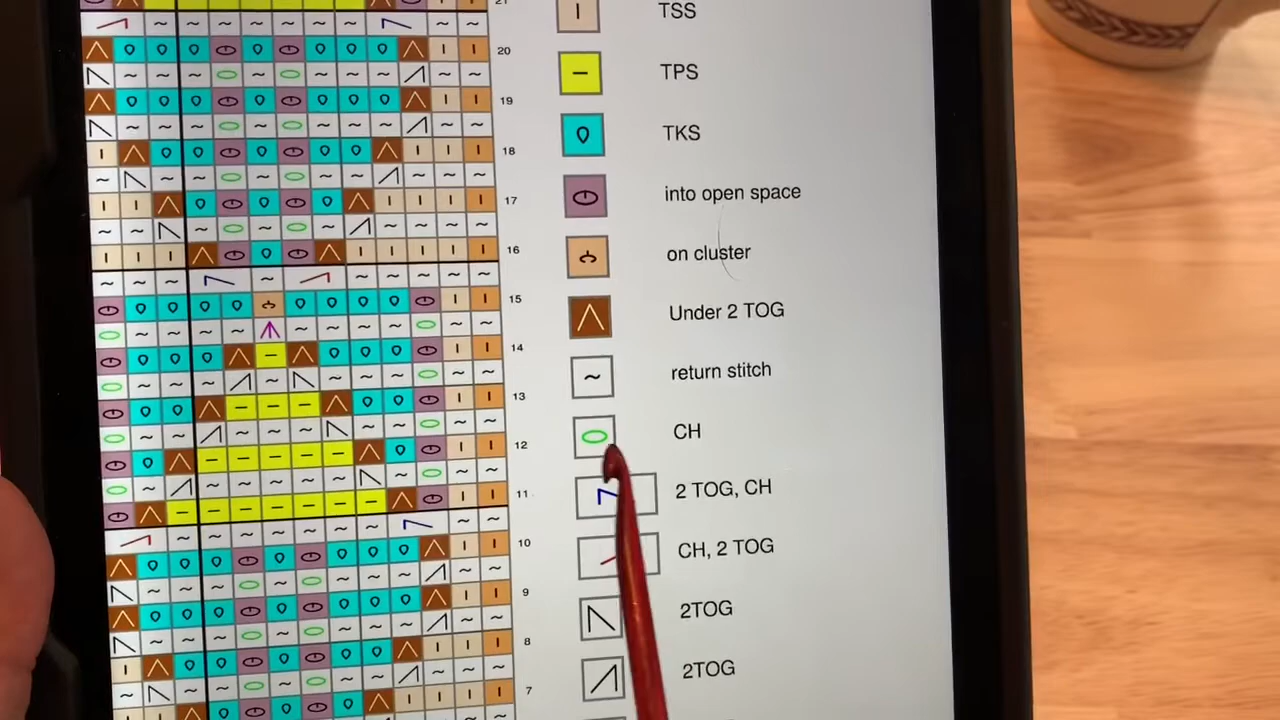 21
TSS
20
TPS
19
TKS
18
into open space
17
on cluster
16
15
Under 2 TOG
14
return stitch
13
CH
12
2 TOG, CH
11
CH, 2 TOG
10
2TOG
9
8
2TOG
7